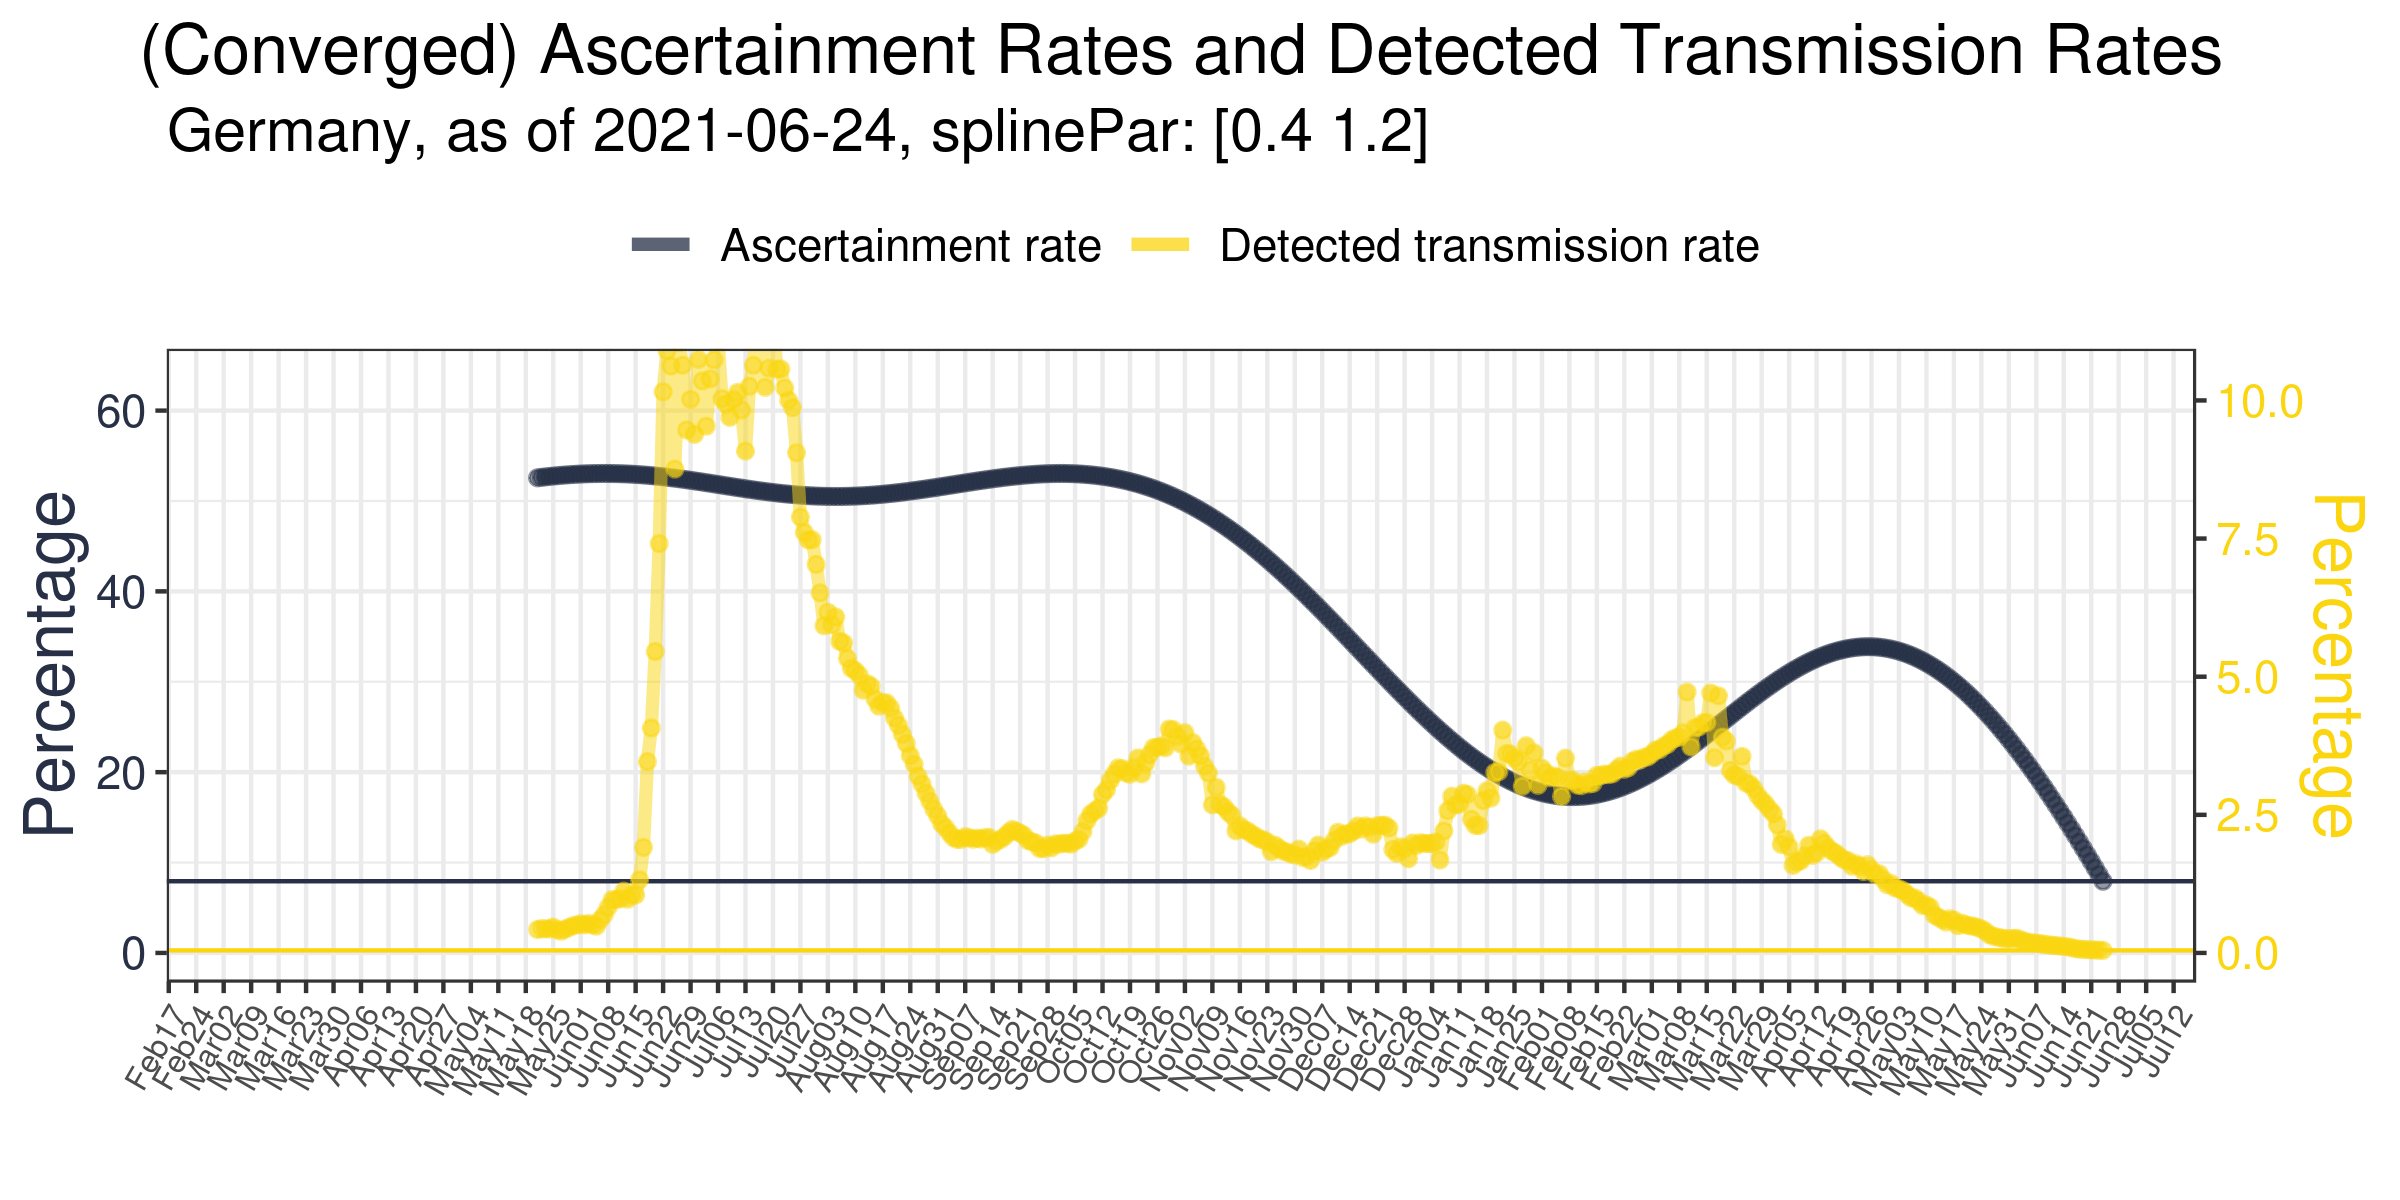 (Converged) Ascertainment Rates and Detected Transmission Rates
Germany, as of 2021-06-24, splinePar: [0.4 1.2]
Ascertainment rate
Detected transmission rate
Percentage
60
40
20
0
10.0
7.5
5.0
2.5
0.0
Percentage
Feb17
Feb24
Mar02
Mar09
Mar16
Mar23
Mar30
Apr06
Apr13
Apr20
Apr27
May04
May11
May18
May25
Jun01
Jun08
Jun15
Jun22
Jun29
Jul06
Jul13
Jul20
Jul27
Aug03
Aug10
Aug17
Aug24
Aug31
Sep07
Sep14
Sep21
Sep28
Oct05
Oct12
Oct19
Oct26
Nov02
Nov09
Nov16
Nov23
Nov30
Dec07
Dec14
Dec21
Dec28
Jan04
Jan11
Jan18
Jan25
Feb01
Feb08
Feb15
Feb22
Mar01
Mar08
Mar15
Mar22
Mar29
Apr05
Apr12
Apr19
Apr26
May03
May10
May17
May24
May31
Jun07
Jun14
Jun21
Jun28
Jul05
Jul12